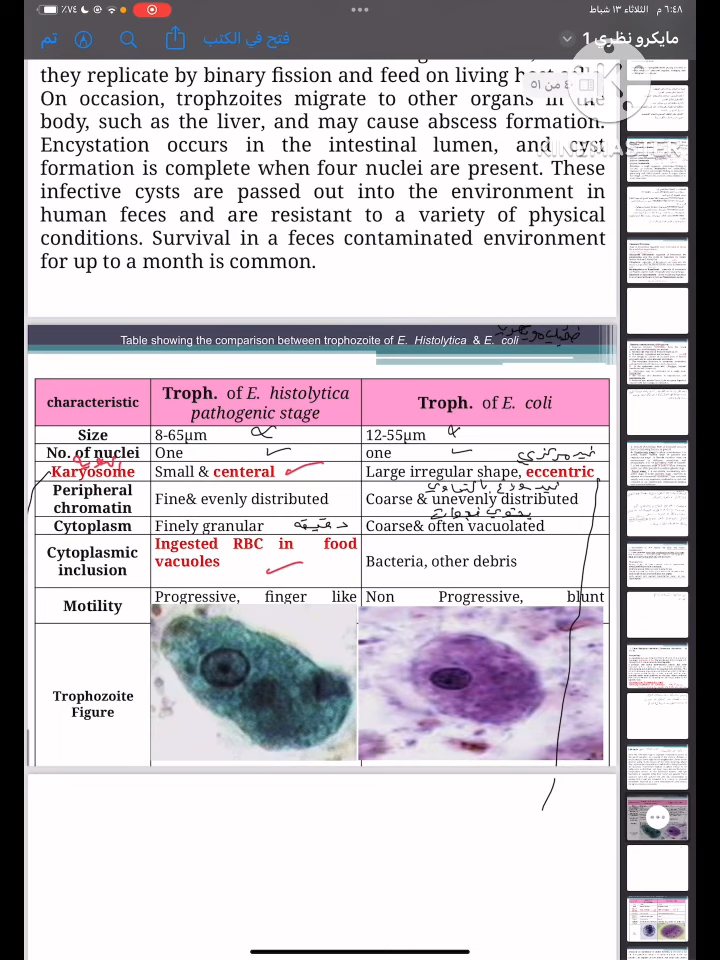 ٦:٤٨ م الثلاثاء ١٣ شباط
٪٧٤
مايكرو نظري 1
فتح في الكتب
تم
٤٠ من ٥١
they replicate by binary fission and feed on living host
On occasion, trophzoites migrate to other organs in the
body, such as the liver, and may cause abscess formation.
Encystation occurs in the intestinal lumen, and cyst
formation is complete when four nuclei are present. These
infective cysts are passed out into the environment in
human feces and are resistant to a variety of physical
conditions. Survival in a feces contaminated environment
for up to a month is common.
KINEMASTER
Table showing the comparison between trophozoite of E. Histolytica & E. coli
characteristic Troph. of E. histolytica pathogenic stage Troph. of E. coli
Size 8-65µm 12-55µm
No. of nuclei One one
غير مركزي
Karyosome Small & centeral Large irregular shape, eccentric
Peripheral chromatin Fine& evenly distributed Coarse & unevenly distributed
Cytoplasm Finely granular دقيقة Coarse& often vacuolated
Cytoplasmic inclusion Ingested RBC in food vacuoles Bacteria, other debris
Motility Progressive, finger like Non Progressive, blunt
Trophozoite Figure